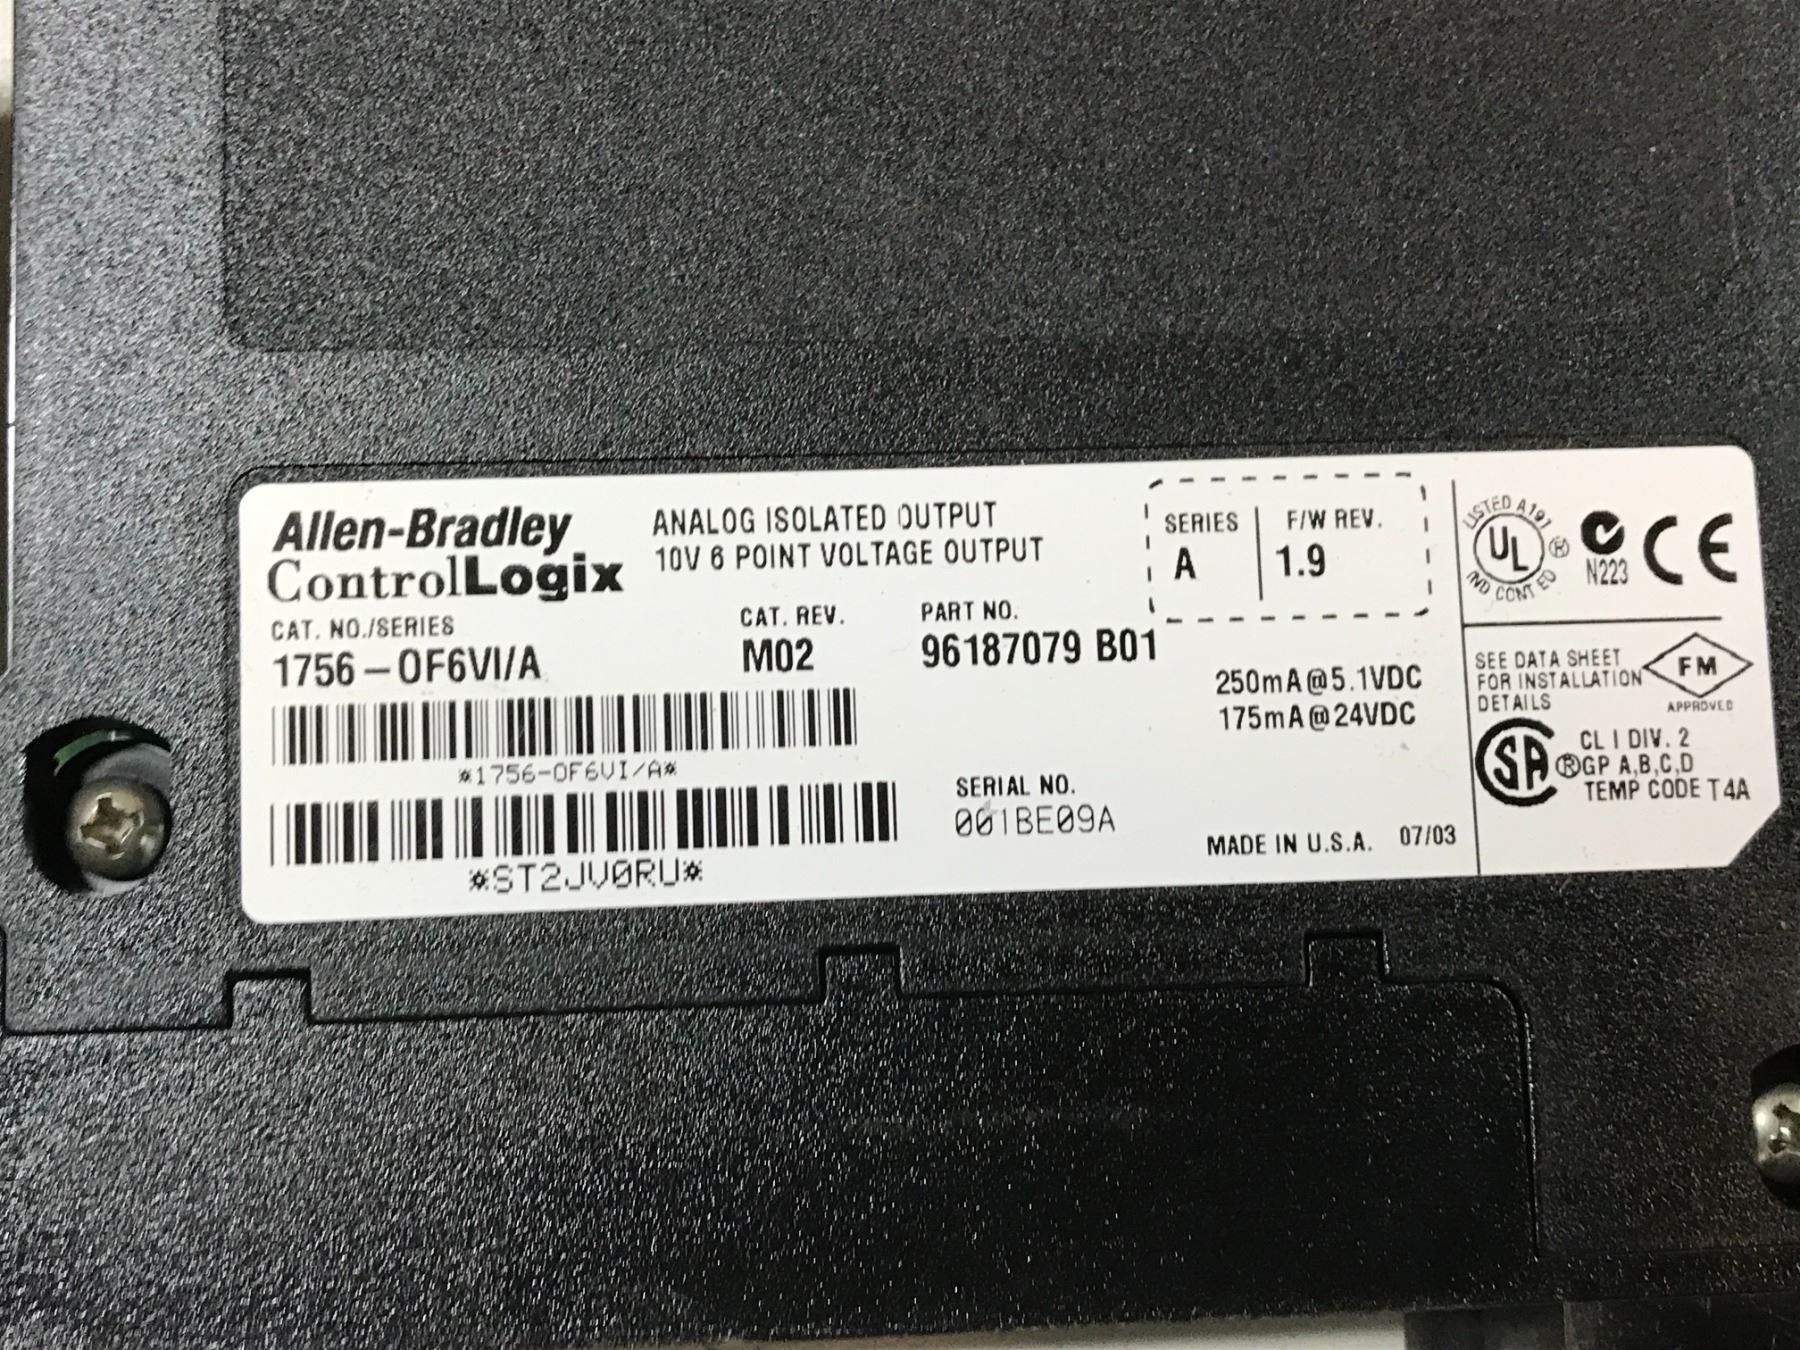 Allen-Bradley
ControlLogix
ANALOG ISOLATED OUTPUT
10V 6 POINT VOLTAGE OUTPUT
SERIES
A
F/W REV.
1.9
CAT. NO./SERIES
1756-OF6VI/A
CAT. REV.
M02
PART NO.
96187079 B01
*1756-OF6VI/A*
*ST2JV0RU*
250mA@5.1VDC
175mA@24VDC
SERIAL NO.
001BE09A
MADE IN U.S.A. 07/03
LISTED A197
UL ®
IND CONT EQ
N223
CE
SEE DATA SHEET
FOR INSTALLATION
DETAILS
FM
APPROVED
SA ®
CL I DIV. 2
GP A,B,C,D
TEMP CODE T4A